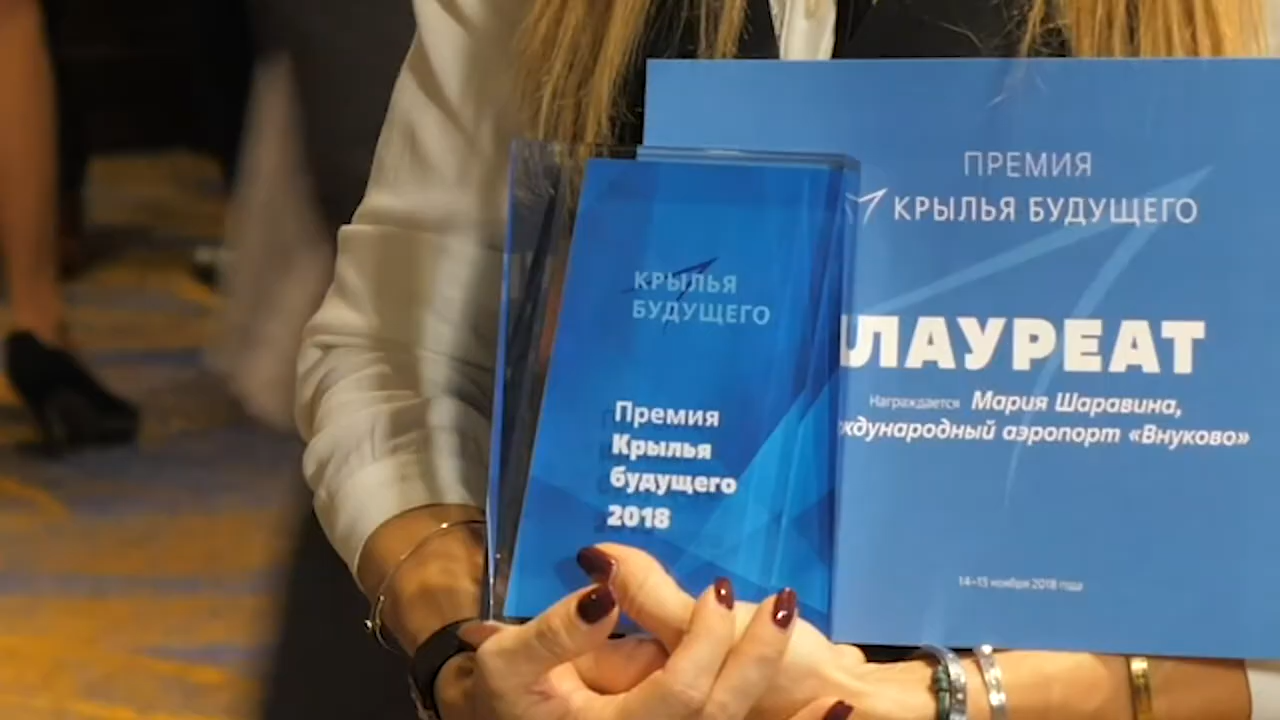 КРЫЛЬЯ
БУДУЩЕГО
Премия
Крылья
будущего
2018
ПРЕМИЯ
КРЫЛЬЯ БУДУЩЕГО
ЛАУРЕАТ
Награждается Мария Шаравина,
ждународный аэропорт «Внуково»
14–15 ноября 2018 года